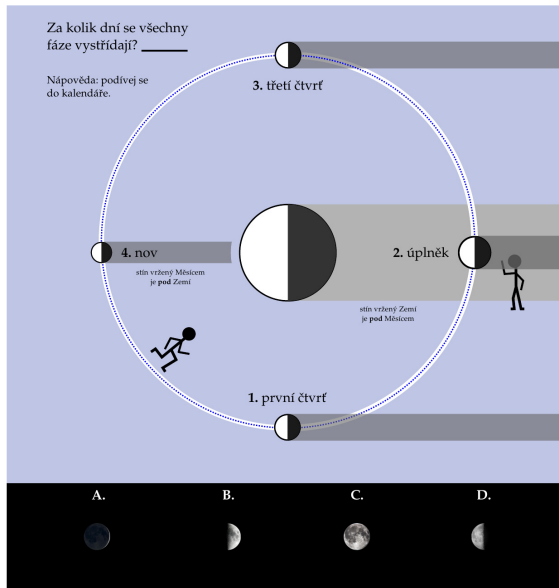 Za kolik dní se všechny
fáze vystřídají?
Nápověda: podívej se
do kalendáře.
3. třetí čtvrť
4. nov
2. úplněk
stín vržený Měsícem
je pod Zemí
stín vržený Zemí
je pod Měsícem
1. první čtvrť
A. B. C. D.